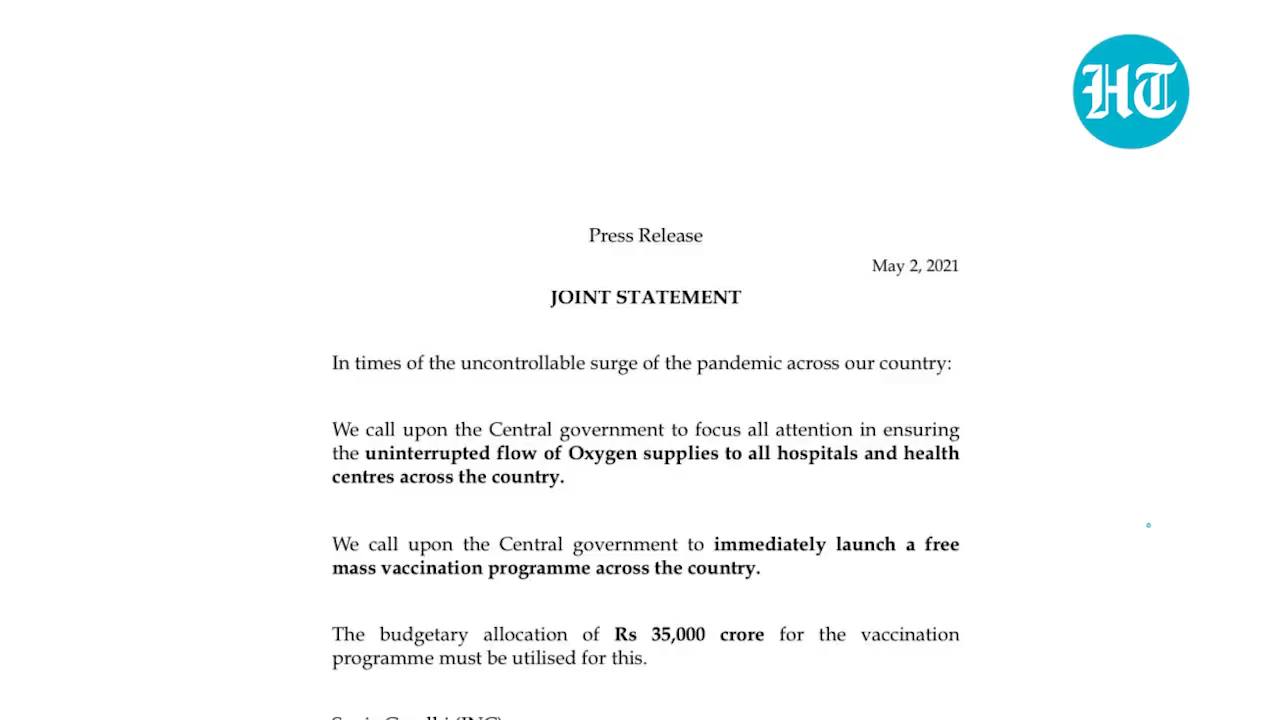 HT
Press Release
May 2, 2021
JOINT STATEMENT
In times of the uncontrollable surge of the pandemic across our country:
We call upon the Central government to focus all attention in ensuring
the uninterrupted flow of Oxygen supplies to all hospitals and health
centres across the country.
We call upon the Central government to immediately launch a free
mass vaccination programme across the country.
The budgetary allocation of Rs 35,000 crore for the vaccination
programme must be utilised for this.